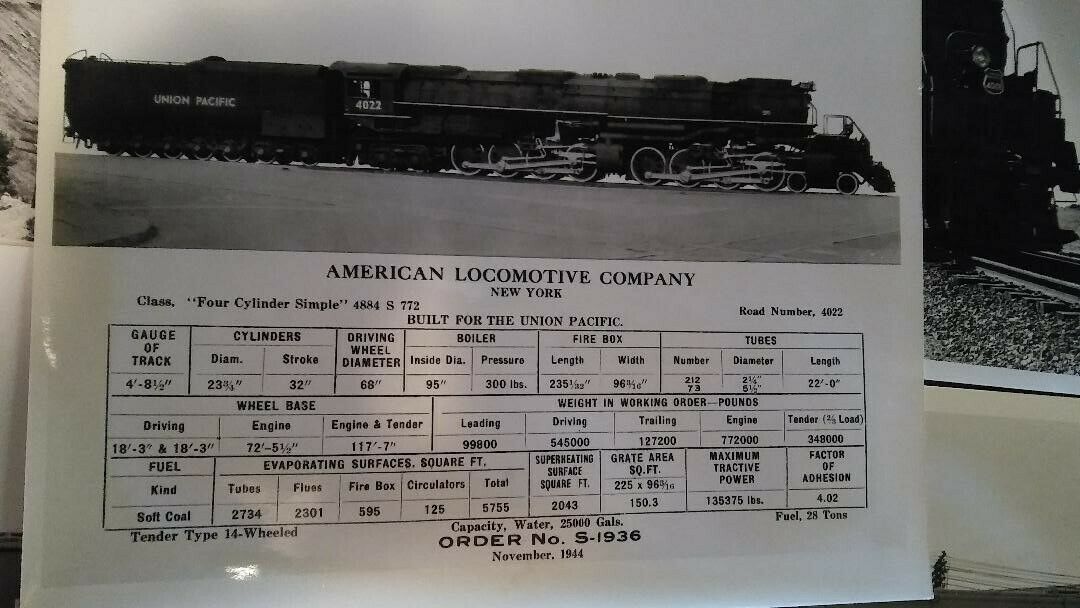 UNION PACIFIC
4022
AMERICAN LOCOMOTIVE COMPANY
NEW YORK
Class, "Four Cylinder Simple" 4884 S 772
Road Number, 4022
BUILT FOR THE UNION PACIFIC.
GAUGE OF TRACK CYLINDERS DRIVING WHEEL DIAMETER BOILER FIRE BOX TUBES
Diam. Stroke Inside Dia. Pressure Length Width Number Diameter Length
4'-8½" 23¾" 32" 68" 95" 300 lbs. 235 1/32" 96 3/16" 212 73 2¼" 5½" 22'-0"
WHEEL BASE WEIGHT IN WORKING ORDER—POUNDS
Driving Engine Engine & Tender Leading Driving Trailing Engine Tender (⅔ Load)
18'-3" & 18'-3" 72'-5½" 117'-7" 99800 545000 127200 772000 348000
FUEL EVAPORATING SURFACES, SQUARE FT. SUPERHEATING SURFACE SQUARE FT. GRATE AREA SQ.FT. 225 x 96 3/16 MAXIMUM TRACTIVE POWER FACTOR OF ADHESION
Kind Tubes Flues Fire Box Circulators Total
Soft Coal 2734 2301 595 125 5755 2043 150.3 135375 lbs. 4.02
Tender Type 14-Wheeled
Capacity, Water, 25000 Gals.
Fuel, 28 Tons
ORDER No. S-1936
November, 1944